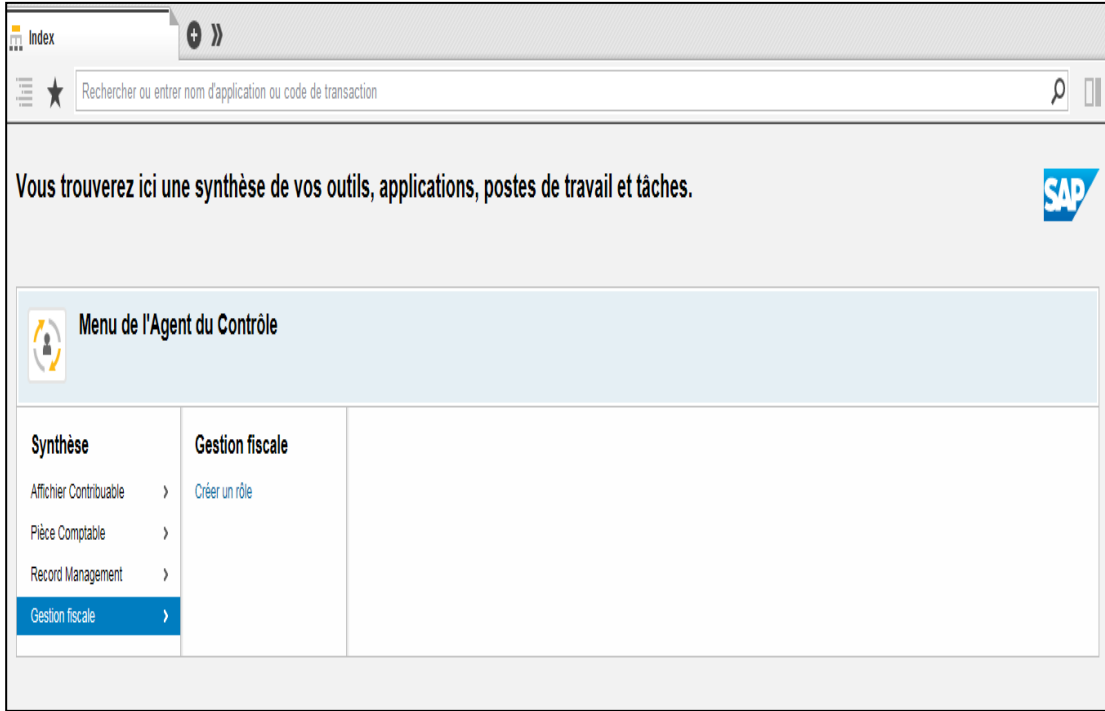 Index
Rechercher ou entrer nom d'application ou code de transaction
Vous trouverez ici une synthèse de vos outils, applications, postes de travail et tâches.
SAP
Menu de l'Agent du Contrôle
Synthèse
Affichier Contribuable
Pièce Comptable
Record Management
Gestion fiscale
Gestion fiscale
Créer un rôle